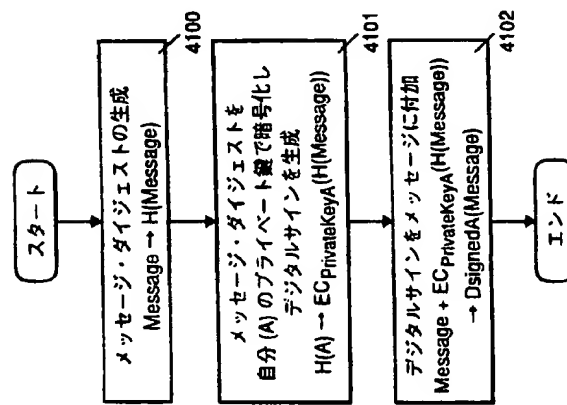 スタート
メッセージ・ダイジェストの生成
Message → H(Message)
4100
メッセージ・ダイジェストを
自分(A)のプライベート鍵で暗号化し
デジタルサインを生成
H(A) → ECPrivateKeyA(H(Message))
4101
デジタルサインをメッセージに付加
Message + ECPrivateKeyA(H(Message))
→ DsignedA(Message)
4102
エンド